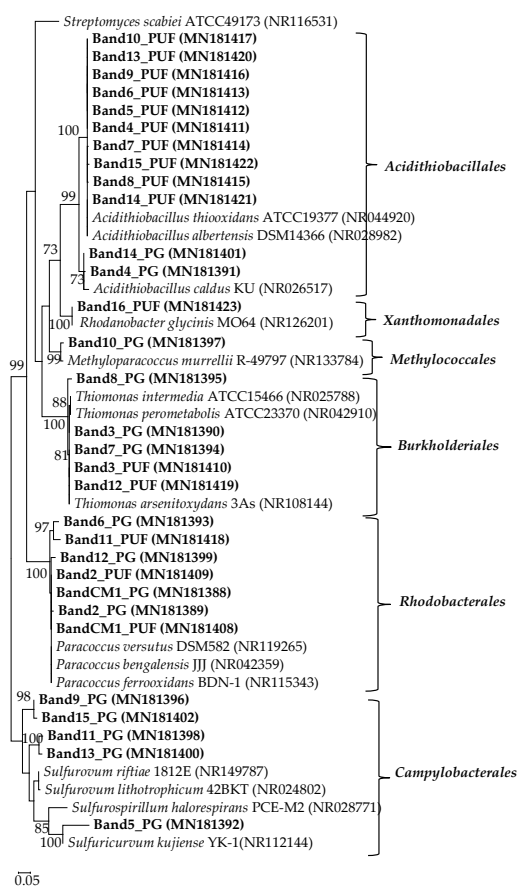 Streptomyces scabiei ATCC49173 (NR116531)
Band10_PUF (MN181417)
Band13_PUF (MN181420)
Band9_PUF (MN181416)
Band6_PUF (MN181413)
Band5_PUF (MN181412)
Band4_PUF (MN181411)
100
Band7_PUF (MN181414)
Band15_PUF (MN181422)
Acidithiobacillales
Band8_PUF (MN181415)
99
Band14_PUF (MN181421)
Acidithiobacillus thiooxidans ATCC19377 (NR044920)
Acidithiobacillus albertensis DSM14366 (NR028982)
73
Band14_PG (MN181401)
Band4_PG (MN181391)
73
Acidithiobacillus caldus KU (NR026517)
Band16_PUF (MN181423)
100
Rhodanobacter glycinis MO64 (NR126201)
Xanthomonadales
Band10_PG (MN181397)
99
Methyloparacoccus murrellii R-49797 (NR133784)
Methylococcales
99
Band8_PG (MN181395)
88
Thiomonas intermedia ATCC15466 (NR025788)
Thiomonas perometabolis ATCC23370 (NR042910)
100
Band3_PG (MN181390)
Band7_PG (MN181394)
Burkholderiales
81
Band3_PUF (MN181410)
Band12_PUF (MN181419)
Thiomonas arsenitoxydans 3As (NR108144)
97
Band6_PG (MN181393)
Band11_PUF (MN181418)
Band12_PG (MN181399)
100
Band2_PUF (MN181409)
BandCM1_PG (MN181388)
Rhodobacterales
Band2_PG (MN181389)
BandCM1_PUF (MN181408)
Paracoccus versutus DSM582 (NR119265)
Paracoccus bengalensis JJJ (NR042359)
Paracoccus ferrooxidans BDN-1 (NR115343)
98
Band9_PG (MN181396)
Band15_PG (MN181402)
100
Band11_PG (MN181398)
Band13_PG (MN181400)
Sulfurovum riftiae 1812E (NR149787)
Campylobacterales
Sulfurovum lithotrophicum 42BKT (NR024802)
Sulfurospirillum halorespirans PCE-M2 (NR028771)
85
Band5_PG (MN181392)
100
Sulfuricurvum kujiense YK-1(NR112144)
0.05